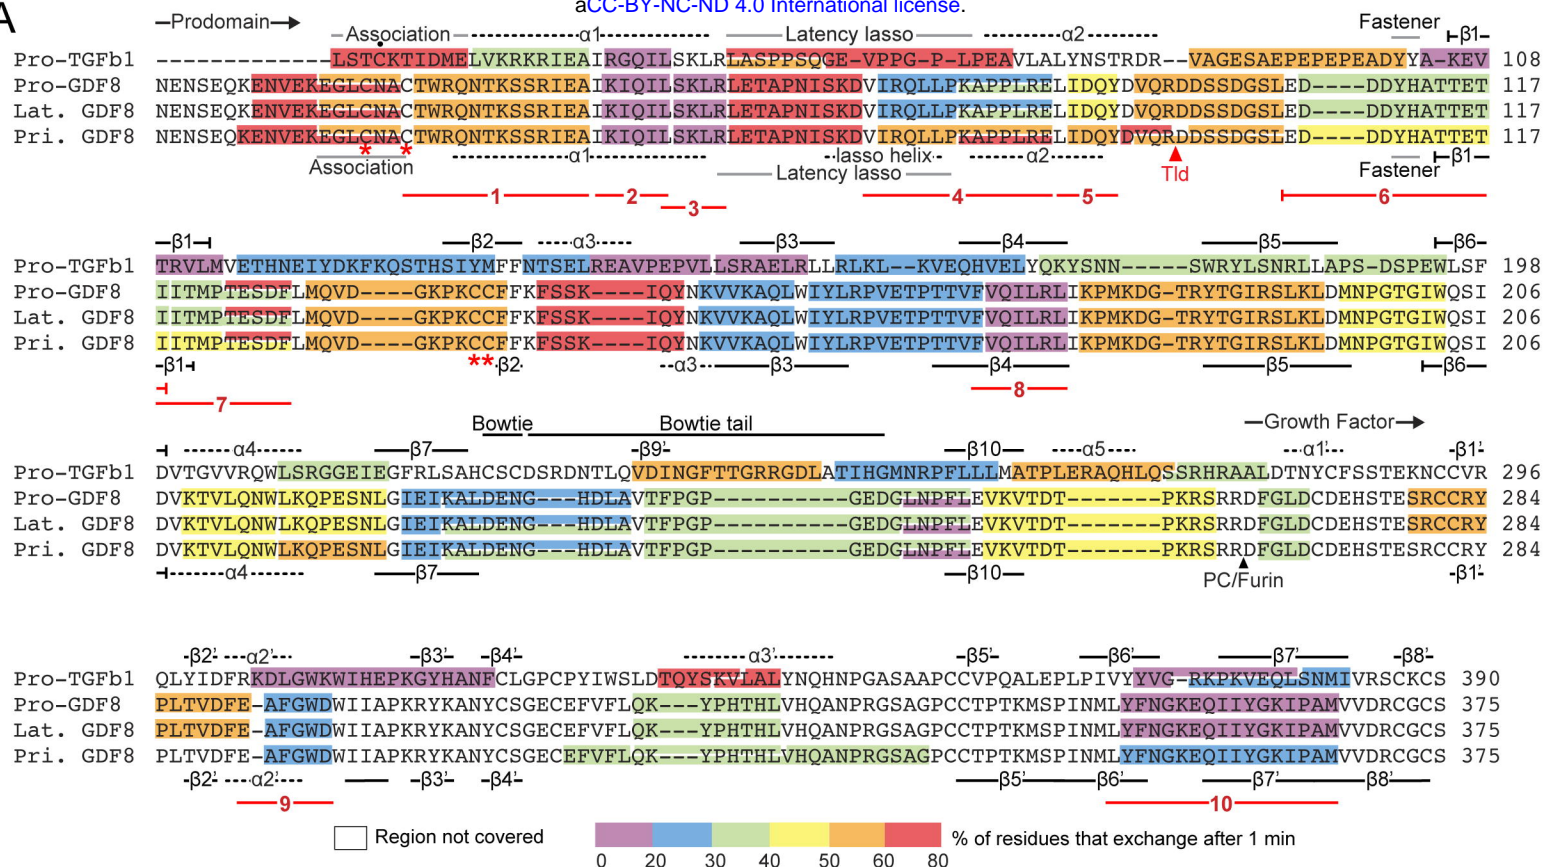 aCC-BY-NC-ND 4.0 International license.
A
Prodomain
Association α1 Latency lasso α2 Fastener β1
Pro-TGFb1 -------------LSTCKTIDMELVKRKRIEAIRGQILSKLRLASPPSQGE-VPPG-P-LPEAVLALYNSTRDR--VAGESAEPEPEPEADYYA-KEV 108
Pro-GDF8 NENSEQKENVEKEGLCNACTWRQNTKSSRIEAIKIQILSKLRLETAPNISKDVIRQLLPKAPPLRELIDQYDVQRDDSSDGSLED----DDYHATTET 117
Lat. GDF8 NENSEQKENVEKEGLCNACTWRQNTKSSRIEAIKIQILSKLRLETAPNISKDVIRQLLPKAPPLRELIDQYDVQRDDSSDGSLED----DDYHATTET 117
Pri. GDF8 NENSEQKENVEKEGLCNACTWRQNTKSSRIEAIKIQILSKLRLETAPNISKDVIRQLLPKAPPLRELIDQYDVQRDDSSDGSLED----DDYHATTET 117
* *
Association α1 lasso helix α2 Tld Fastener β1
Latency lasso
1 2 3 4 5 6
β1 β2 α3 β3 β4 β5 β6
Pro-TGFb1 TRVLMVETHNEIYDKFKQSTHSIYMFFNTSELREAVPEPVLLSRAELRLLRLKL--KVEQHVELYQKYSNN-----SWRYLSNRLLAPS-DSPEWLSF 198
Pro-GDF8 IITMPTESDFLMQVD----GKPKCCFFKFSSK----IQYNKVVKAQLWIYLRPVETPTTVFVQILRLIKPMKDG-TRYTGIRSLKLDMNPGTGIWQSI 206
Lat. GDF8 IITMPTESDFLMQVD----GKPKCCFFKFSSK----IQYNKVVKAQLWIYLRPVETPTTVFVQILRLIKPMKDG-TRYTGIRSLKLDMNPGTGIWQSI 206
Pri. GDF8 IITMPTESDFLMQVD----GKPKCCFFKFSSK----IQYNKVVKAQLWIYLRPVETPTTVFVQILRLIKPMKDG-TRYTGIRSLKLDMNPGTGIWQSI 206
β1 ** β2 α3 β3 β4 β5 β6
7 8
Bowtie Bowtie tail Growth Factor
α4 β7 β9' β10 α5 α1' β1'
Pro-TGFb1 DVTGVVRQWLSRGGEIEGFRLSAHCSCDSRDNTLQVDINGFTTGRRGDLATIHGMNRPFLLLMATPLERAQHLQSSRHRAALDTNYCFSSTEKNCCVR 296
Pro-GDF8 DVKTVLQNWLKQPESNLGIEIKALDENG---HDLAVTFPGP----------GEDGLNPFLEVKVTDT-------PKRSRRDFGLDCDEHSTESRCCRY 284
Lat. GDF8 DVKTVLQNWLKQPESNLGIEIKALDENG---HDLAVTFPGP----------GEDGLNPFLEVKVTDT-------PKRSRRDFGLDCDEHSTESRCCRY 284
Pri. GDF8 DVKTVLQNWLKQPESNLGIEIKALDENG---HDLAVTFPGP----------GEDGLNPFLEVKVTDT-------PKRSRRDFGLDCDEHSTESRCCRY 284
α4 β7 β10 PC/Furin β1'
β2' α2' β3' β4' α3' β5' β6' β7' β8'
Pro-TGFb1 QLYIDFRKDLGWKWIHEPKGYHANFCLGPCPYIWSLDTQYSKVLALYNQHNPGASAAPCCVPQALEPLPIVYYVG-RKPKVEQLSNMIVRSCKCS 390
Pro-GDF8 PLTVDFE-AFGWDWIIAPKRYKANYCSGECEFVFLQK---YPHTHLVHQANPRGSAGPCCTPTKMSPINMLYFNGKEQIIYGKIPAMVVDRCGCS 375
Lat. GDF8 PLTVDFE-AFGWDWIIAPKRYKANYCSGECEFVFLQK---YPHTHLVHQANPRGSAGPCCTPTKMSPINMLYFNGKEQIIYGKIPAMVVDRCGCS 375
Pri. GDF8 PLTVDFE-AFGWDWIIAPKRYKANYCSGECEFVFLQK---YPHTHLVHQANPRGSAGPCCTPTKMSPINMLYFNGKEQIIYGKIPAMVVDRCGCS 375
β2' α2' β3' β4' β5' β6' β7' β8'
9 10
Region not covered % of residues that exchange after 1 min
0 20 30 40 50 60 80